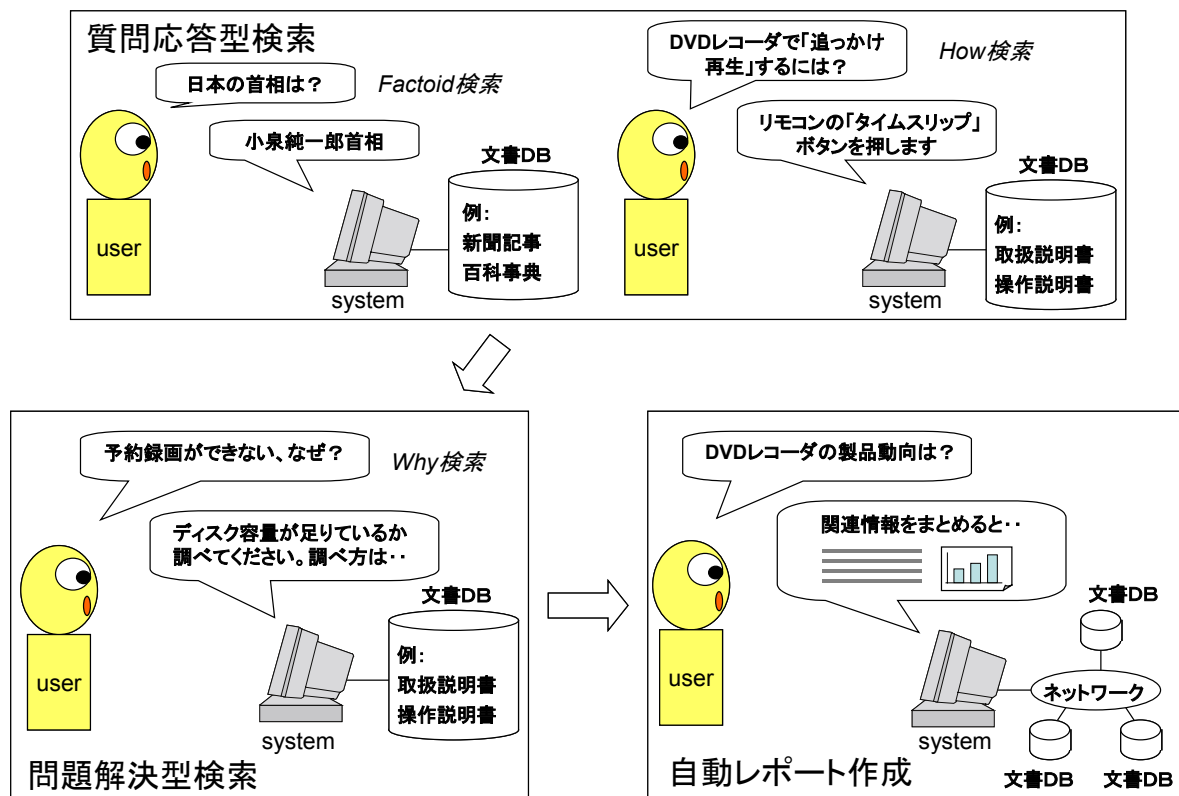 質問応答型検索
日本の首相は？
Factoid検索
小泉純一郎首相
文書DB
例：
新聞記事
百科事典
user
system
DVDレコーダで「追っかけ
再生」するには？
How検索
リモコンの「タイムスリップ」
ボタンを押します
文書DB
例：
取扱説明書
操作説明書
user
system
予約録画ができない、なぜ？
Why検索
ディスク容量が足りているか
調べてください。調べ方は・・
文書DB
例：
取扱説明書
操作説明書
user
system
問題解決型検索
DVDレコーダの製品動向は？
関連情報をまとめると・・
文書DB
ネットワーク
user
system
文書DB
文書DB
自動レポート作成